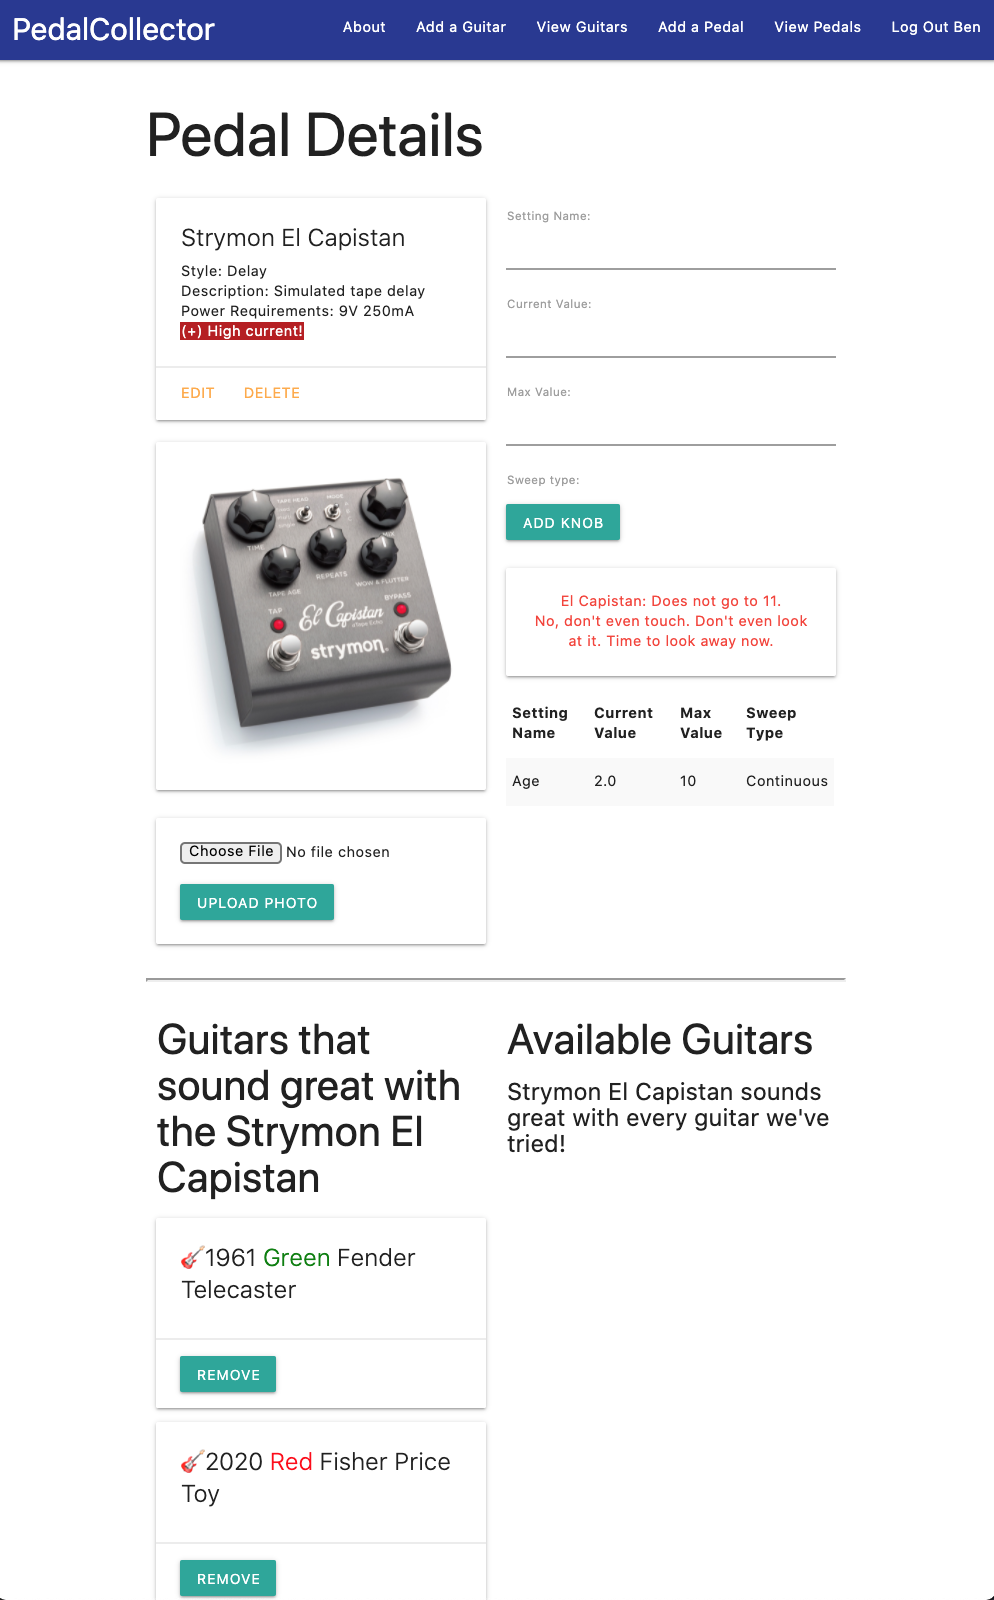 PedalCollector
About Add a Guitar View Guitars Add a Pedal View Pedals Log Out Ben
Pedal Details
Strymon El Capistan
Style: Delay
Description: Simulated tape delay
Power Requirements: 9V 250mA
(+) High current!
EDIT DELETE
TAPE HEAD
MODE
TIME
MIX
REPEATS
TAPE AGE
WOW & FLUTTER
TAP
BYPASS
El Capistan
dTape Echo
strymon.
Choose File No file chosen
UPLOAD PHOTO
Setting Name:
Current Value:
Max Value:
Sweep type:
ADD KNOB
El Capistan: Does not go to 11.
No, don't even touch. Don't even look
at it. Time to look away now.
Setting Name Current Value Max Value Sweep Type
Age 2.0 10 Continuous
Guitars that
sound great with
the Strymon El
Capistan
🎸1961 Green Fender
Telecaster
REMOVE
🎸2020 Red Fisher Price
Toy
REMOVE
Available Guitars
Strymon El Capistan sounds
great with every guitar we've
tried!